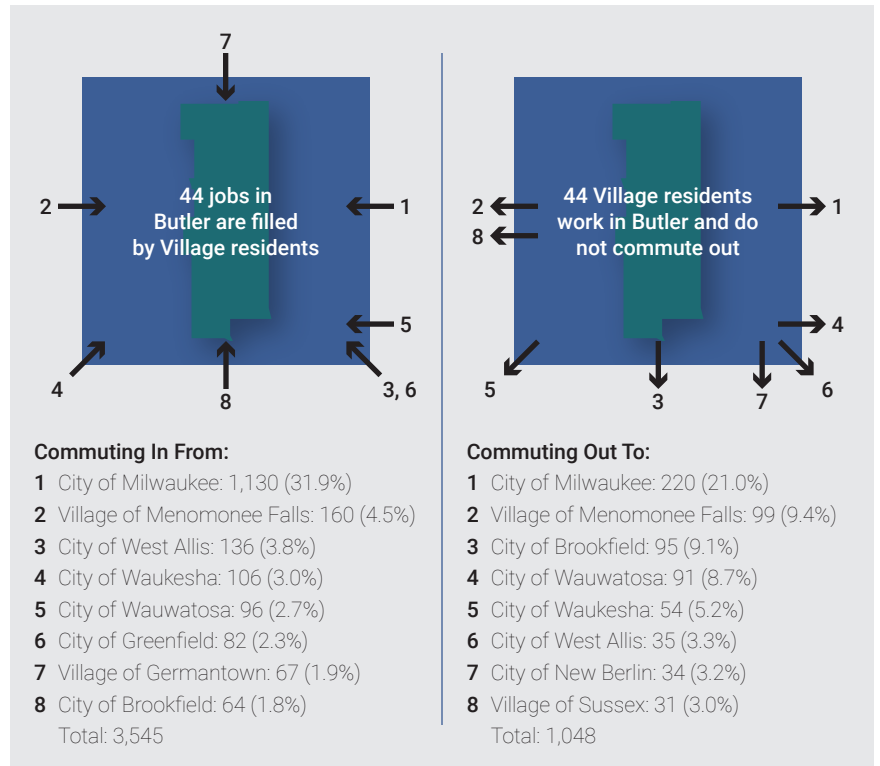 7
2
44 jobs in
Butler are filled
by Village residents
1
5
4
8
3, 6
Commuting In From:
1 City of Milwaukee: 1,130 (31.9%)
2 Village of Menomonee Falls: 160 (4.5%)
3 City of West Allis: 136 (3.8%)
4 City of Waukesha: 106 (3.0%)
5 City of Wauwatosa: 96 (2.7%)
6 City of Greenfield: 82 (2.3%)
7 Village of Germantown: 67 (1.9%)
8 City of Brookfield: 64 (1.8%)
Total: 3,545
2
8
44 Village residents
work in Butler and do
not commute out
1
4
5
3
7
6
Commuting Out To:
1 City of Milwaukee: 220 (21.0%)
2 Village of Menomonee Falls: 99 (9.4%)
3 City of Brookfield: 95 (9.1%)
4 City of Wauwatosa: 91 (8.7%)
5 City of Waukesha: 54 (5.2%)
6 City of West Allis: 35 (3.3%)
7 City of New Berlin: 34 (3.2%)
8 Village of Sussex: 31 (3.0%)
Total: 1,048